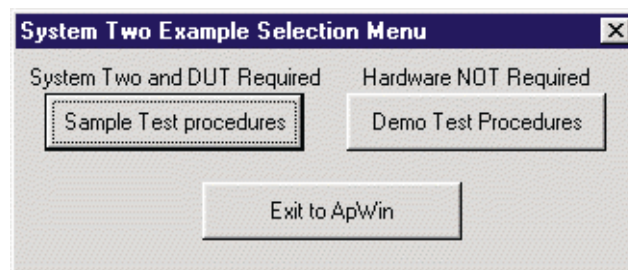 System Two Example Selection Menu
System Two and DUT Required
Hardware NOT Required
Sample Test procedures
Demo Test Procedures
Exit to ApWin